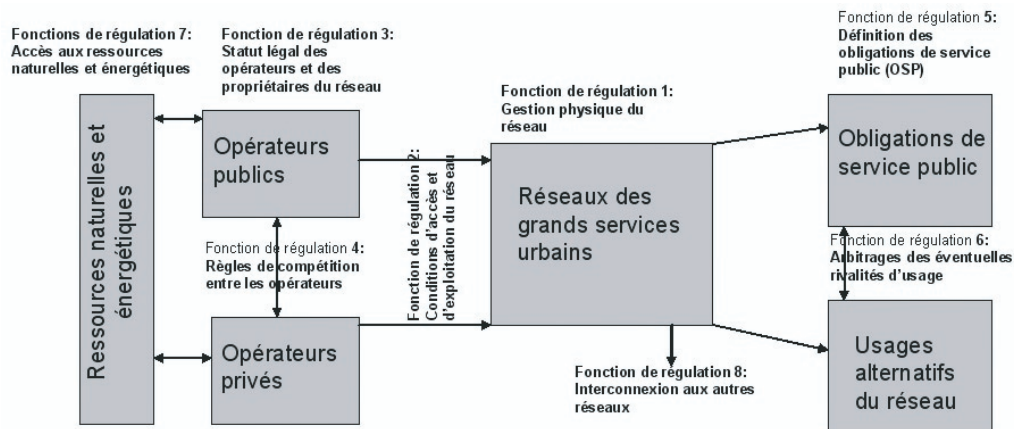 Fonctions de régulation 7:
Accès aux ressources
naturelles et énergétiques
Fonction de régulation 3:
Statut légal des
opérateurs et des
propriétaires du réseau
Fonction de régulation 5:
Définition des
obligations de service
public (OSP)
Fonction de régulation 1:
Gestion physique du
réseau
Ressources naturelles et
énergétiques
Opérateurs
publics
Fonction de régulation 2:
Conditions d'accès et
d'exploitation du réseau
Réseaux des
grands services
urbains
Obligations de
service public
Fonction de régulation 4:
Règles de compétition
entre les opérateurs
Fonction de régulation 6:
Arbitrages des éventuelles
rivalités d'usage
Opérateurs
privés
Fonction de régulation 8:
Interconnexion aux autres
réseaux
Usages
alternatifs
du réseau